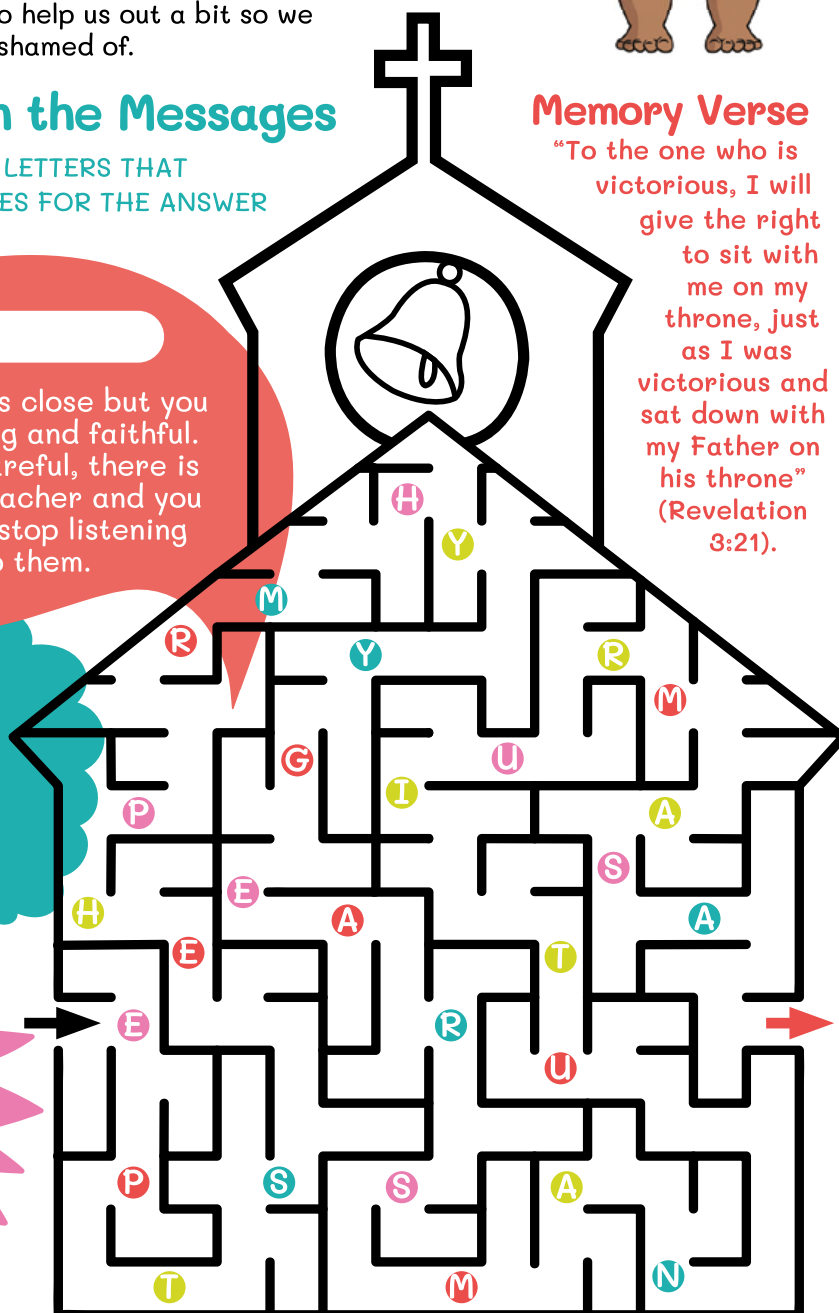 o help us out a bit so we
shamed of.
n the Messages
LETTERS THAT
ES FOR THE ANSWER
Memory Verse
“To the one who is
victorious, I will
give the right
to sit with
me on my
throne, just
as I was
victorious and
sat down with
my Father on
his throne”
(Revelation
3:21).
s close but you
g and faithful.
areful, there is
acher and you
stop listening
o them.
H
Y
M
R
Y
R
M
G
U
I
P
A
S
E
H
A
A
E
T
E
R
U
P
S
S
A
T
M
N